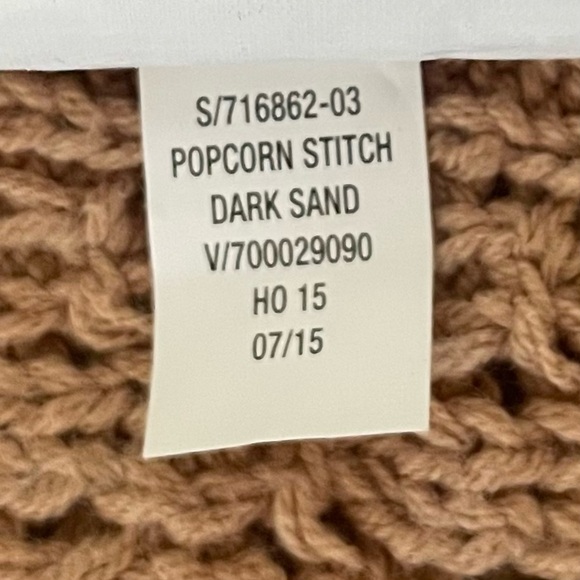 S/716862-03
POPCORN STITCH
DARK SAND
V/700029090
HO 15
07/15